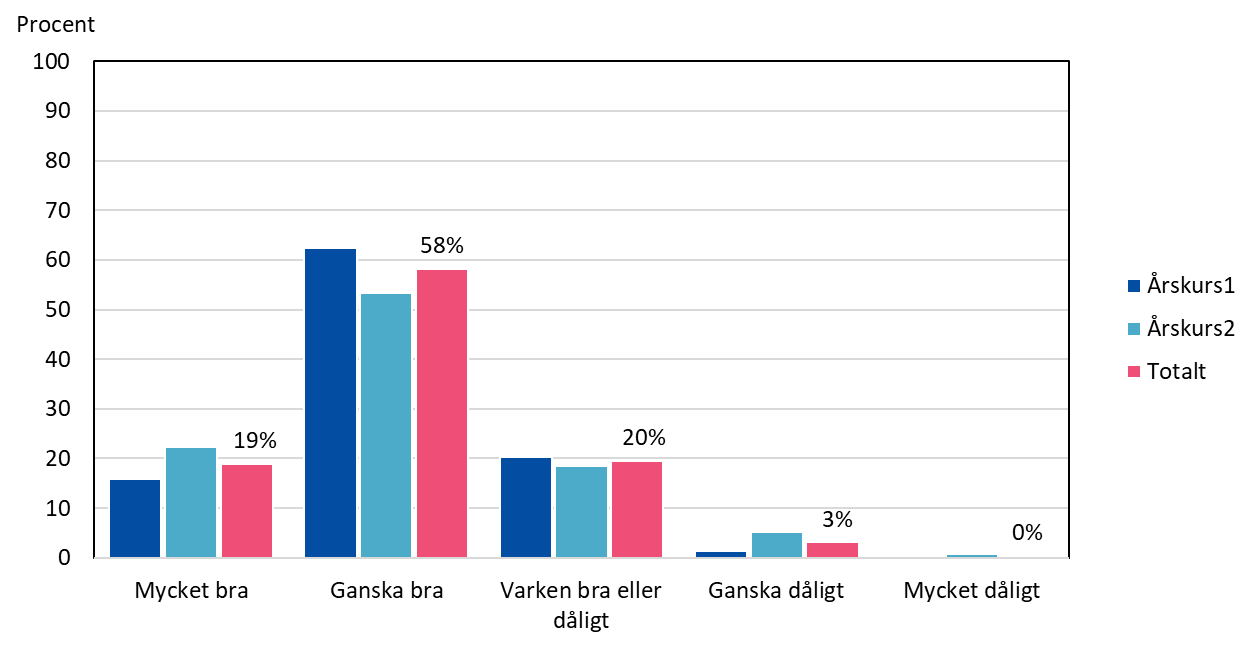 Procent
100
90
80
70
60
50
40
30
20
10
0
19%
58%
20%
3%
0%
Mycket bra
Ganska bra
Varken bra eller
dåligt
Ganska dåligt
Mycket dåligt
Årskurs1
Årskurs2
Totalt